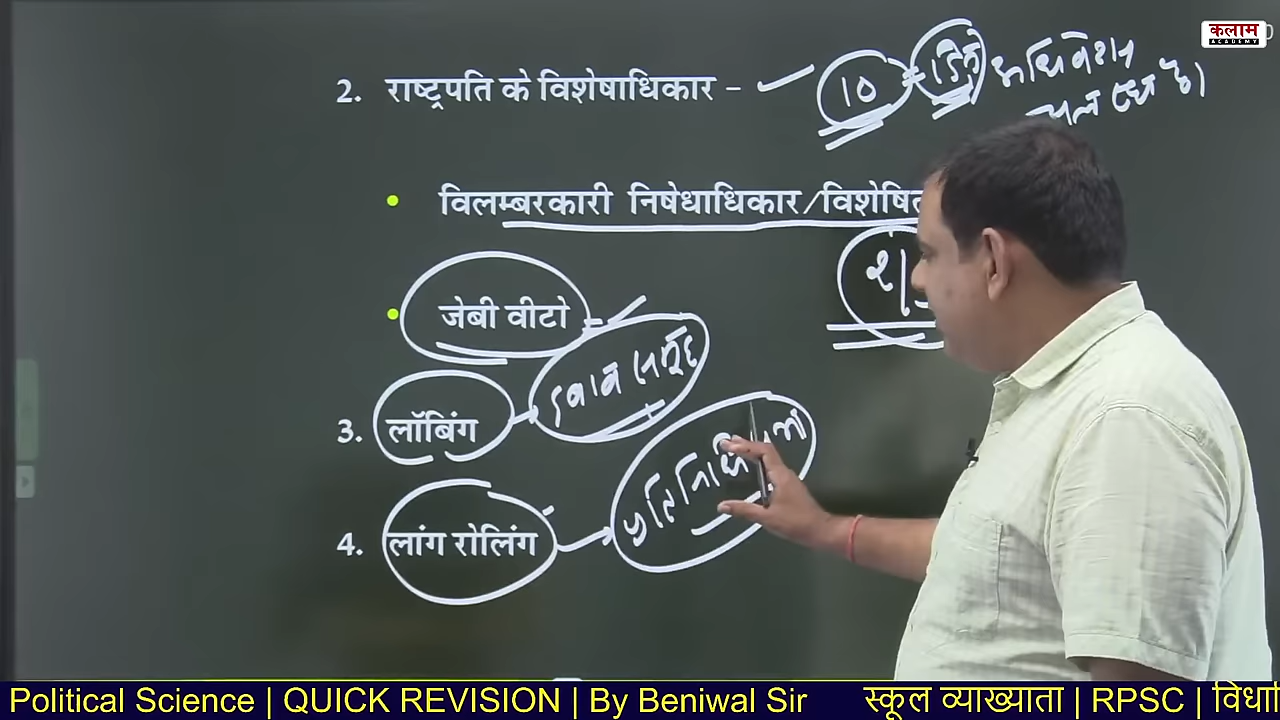 कलाम
ACADEMY
2. राष्ट्रपति के विशेषाधिकार – 10 = दिन अधिवेशन
विलम्बरकारी निषेधाधिकार/विशेषित
जेबी वीटो –
3. लॉबिंग – दबाव समूह
4. लांग रोलिंग –
Political Science | QUICK REVISION | By Beniwal Sir स्कूल व्याख्याता | RPSC |